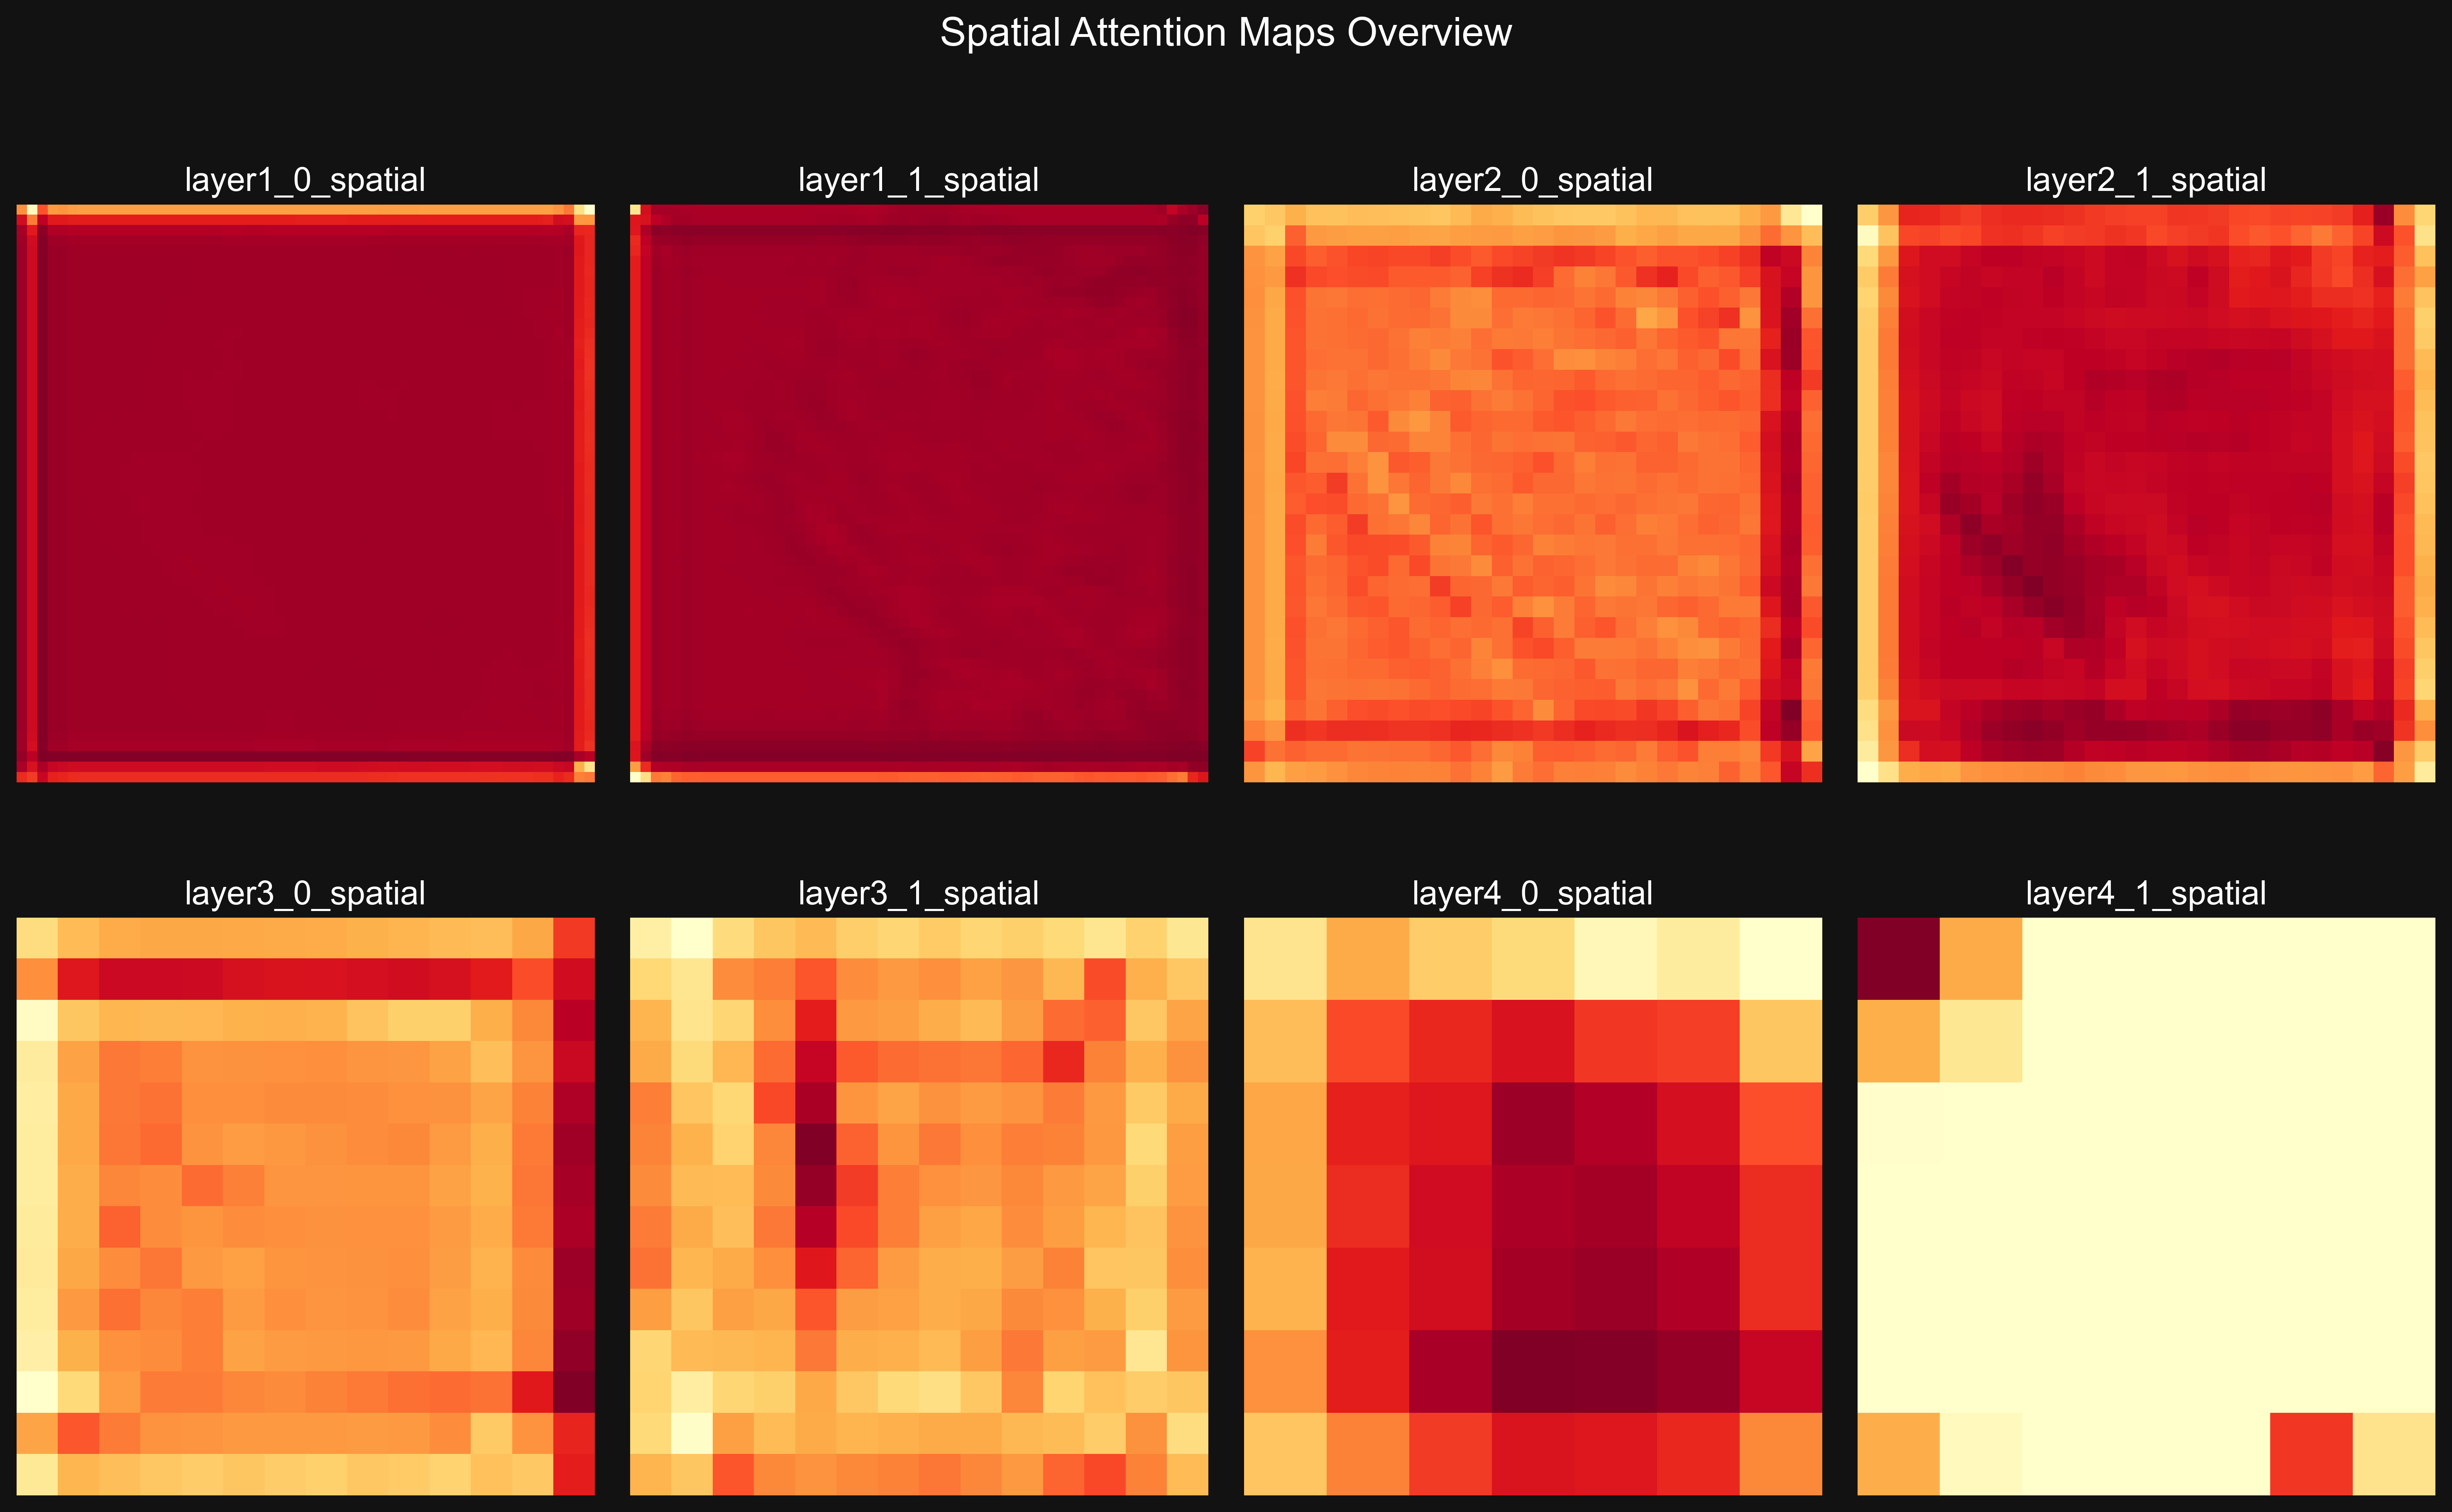 Spatial Attention Maps Overview
layer1_0_spatial
layer1_1_spatial
layer2_0_spatial
layer2_1_spatial
layer3_0_spatial
layer3_1_spatial
layer4_0_spatial
layer4_1_spatial